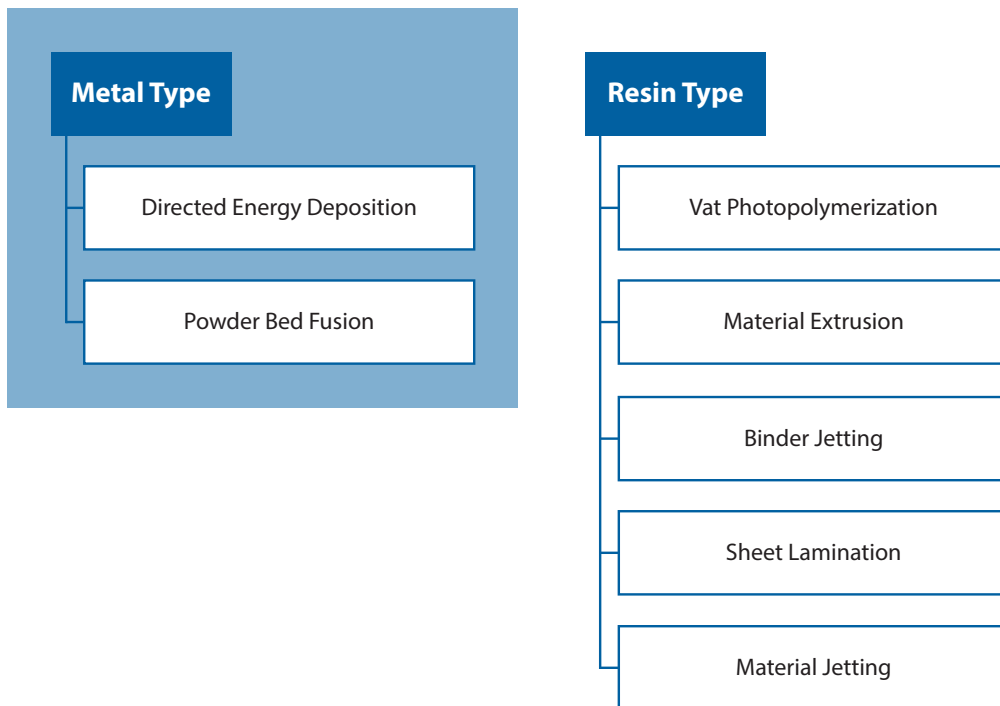 Metal Type
Directed Energy Deposition
Powder Bed Fusion
Resin Type
Vat Photopolymerization
Material Extrusion
Binder Jetting
Sheet Lamination
Material Jetting